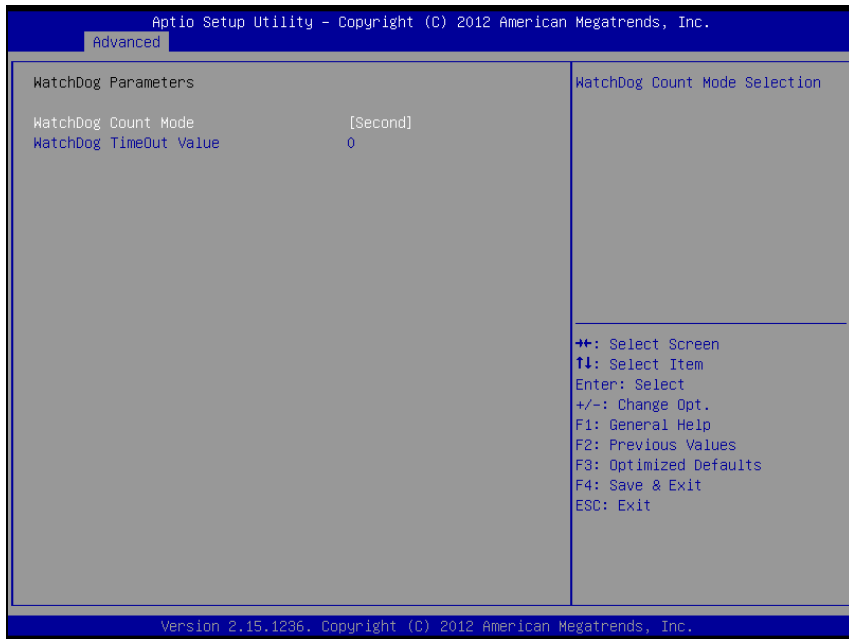 Aptio Setup Utility – Copyright (C) 2012 American Megatrends, Inc.
Advanced
WatchDog Parameters
WatchDog Count Mode [Second]
WatchDog TimeOut Value 0
WatchDog Count Mode Selection
→←: Select Screen
↑↓: Select Item
Enter: Select
+/-: Change Opt.
F1: General Help
F2: Previous Values
F3: Optimized Defaults
F4: Save & Exit
ESC: Exit
Version 2.15.1236. Copyright (C) 2012 American Megatrends, Inc.